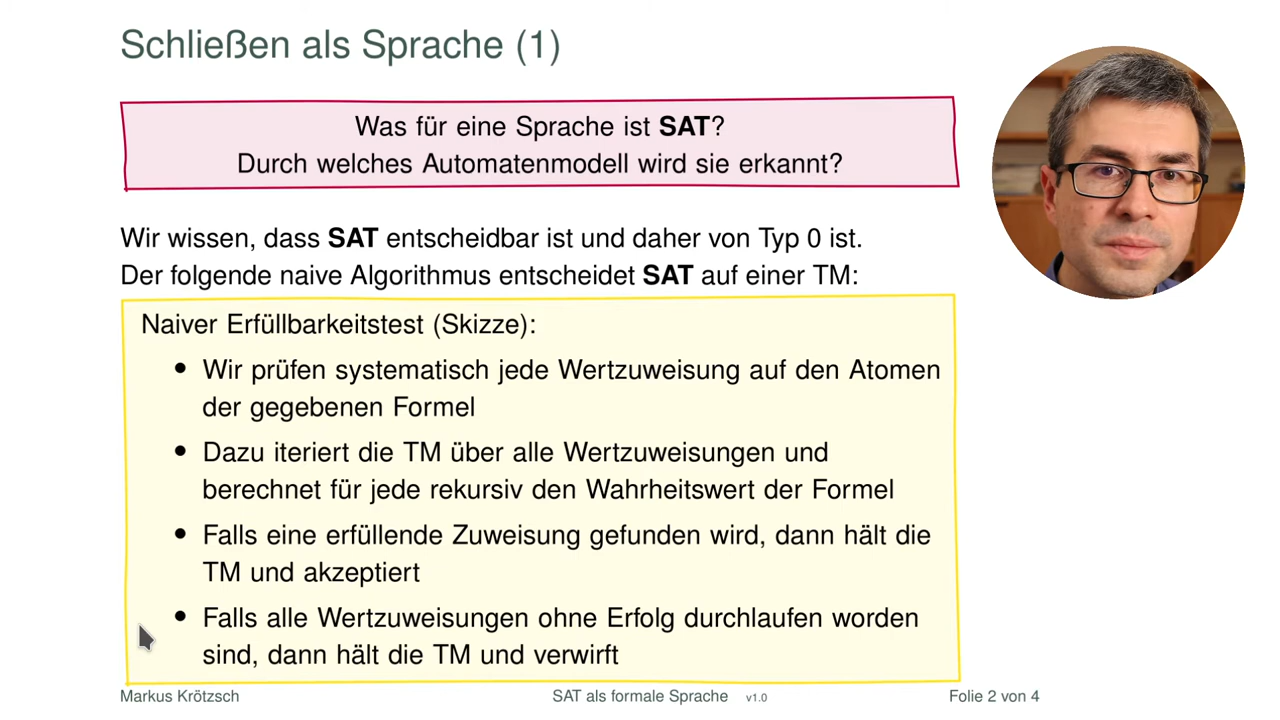 Schließen als Sprache (1)
Was für eine Sprache ist SAT?
Durch welches Automatenmodell wird sie erkannt?
Wir wissen, dass SAT entscheidbar ist und daher von Typ 0 ist.
Der folgende naive Algorithmus entscheidet SAT auf einer TM:
Naiver Erfüllbarkeitstest (Skizze):
• Wir prüfen systematisch jede Wertzuweisung auf den Atomen
der gegebenen Formel
• Dazu iteriert die TM über alle Wertzuweisungen und
berechnet für jede rekursiv den Wahrheitswert der Formel
• Falls eine erfüllende Zuweisung gefunden wird, dann hält die
TM und akzeptiert
• Falls alle Wertzuweisungen ohne Erfolg durchlaufen worden
sind, dann hält die TM und verwirft
Markus Krötzsch SAT als formale Sprache v1.0 Folie 2 von 4